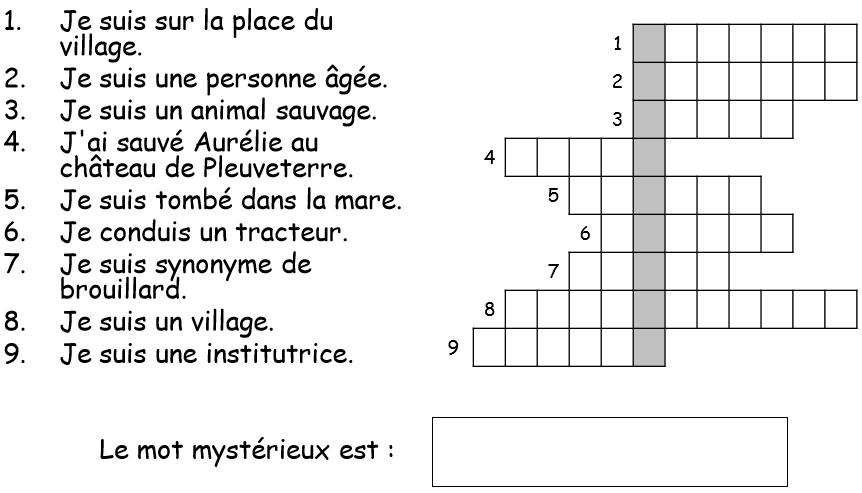 1. Je suis sur la place du
village.
2. Je suis une personne âgée.
3. Je suis un animal sauvage.
4. J'ai sauvé Aurélie au
château de Pleuveterre.
5. Je suis tombé dans la mare.
6. Je conduis un tracteur.
7. Je suis synonyme de
brouillard.
8. Je suis un village.
9. Je suis une institutrice.
1
2
3
4
5
6
7
8
9
Le mot mystérieux est :